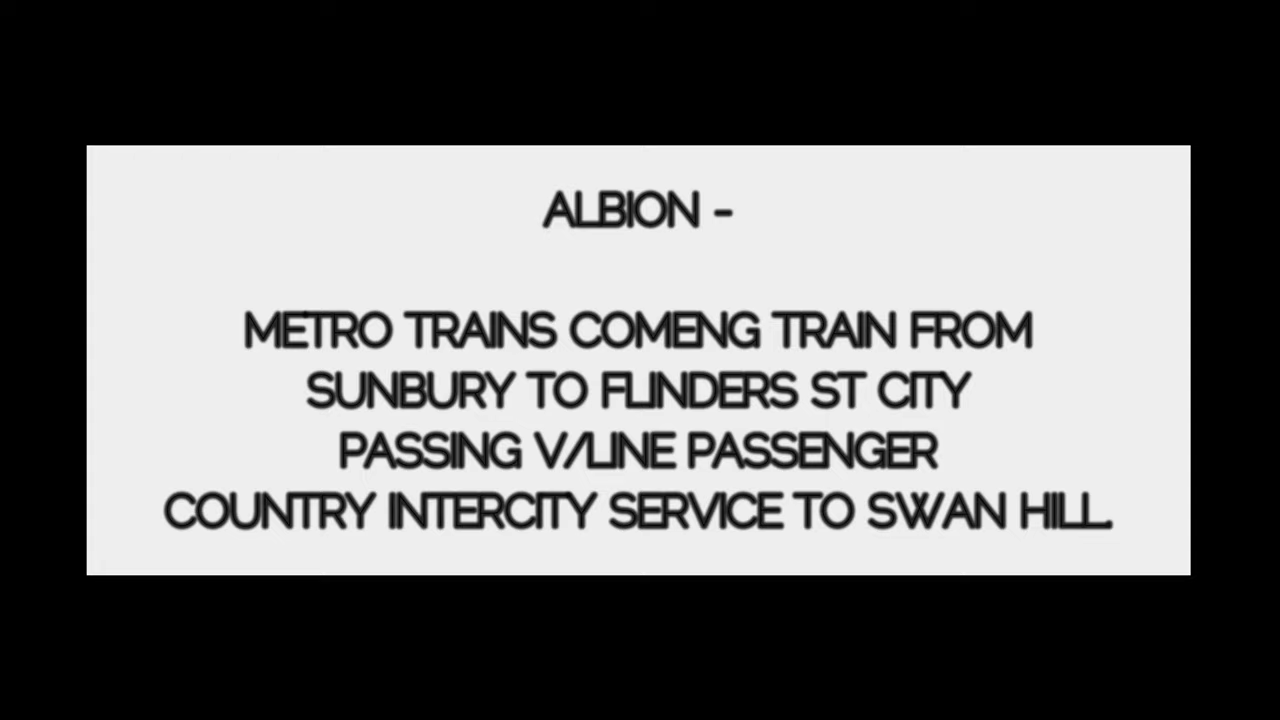 ALBION -
METRO TRAINS COMENG TRAIN FROM
SUNBURY TO FLINDERS ST CITY
PASSING V/LINE PASSENGER
COUNTRY INTERCITY SERVICE TO SWAN HILL.